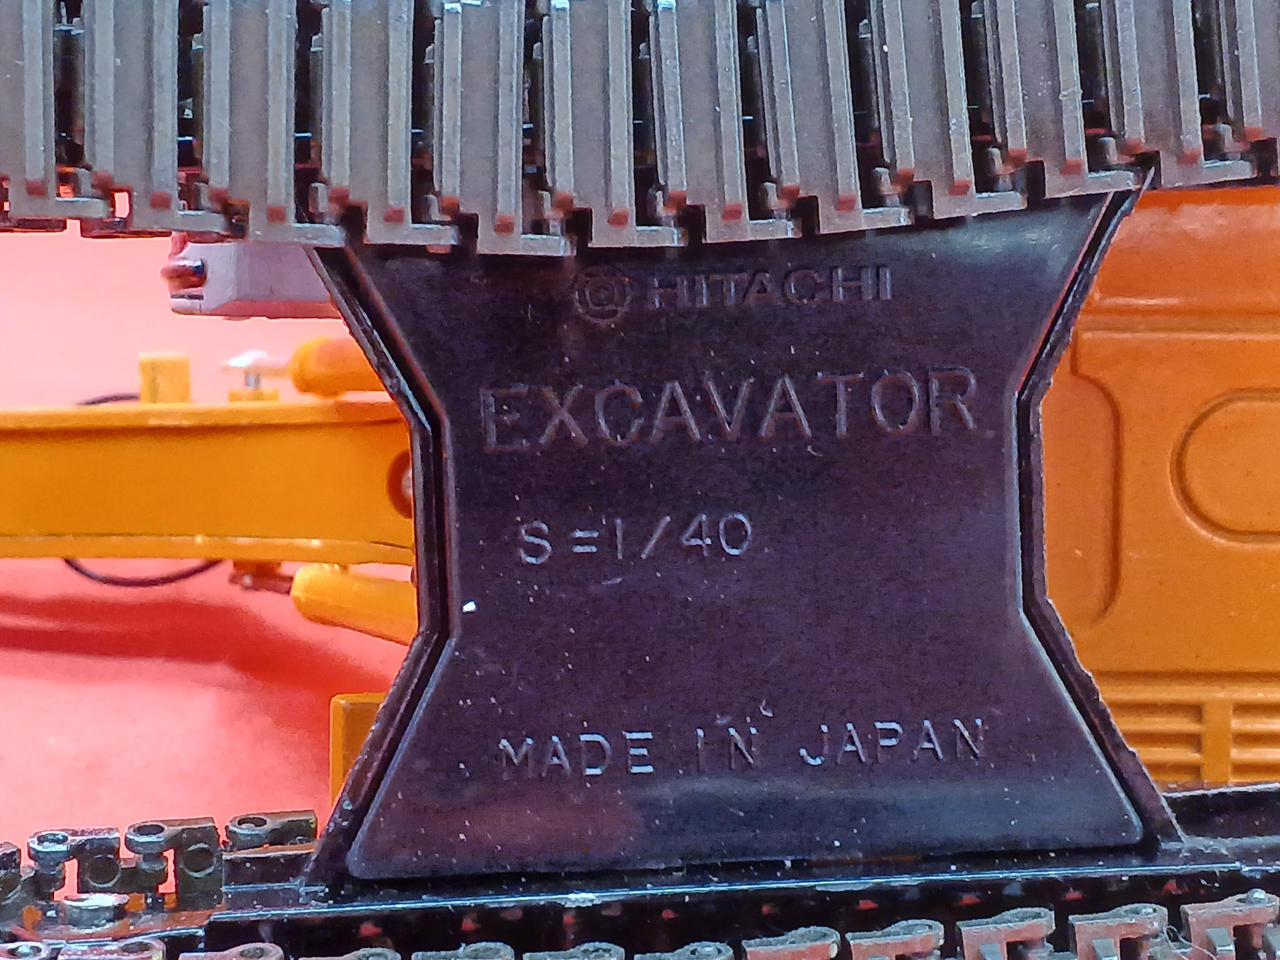 @ HITACHI
EXCAVATOR
S=1/40
MADE IN JAPAN